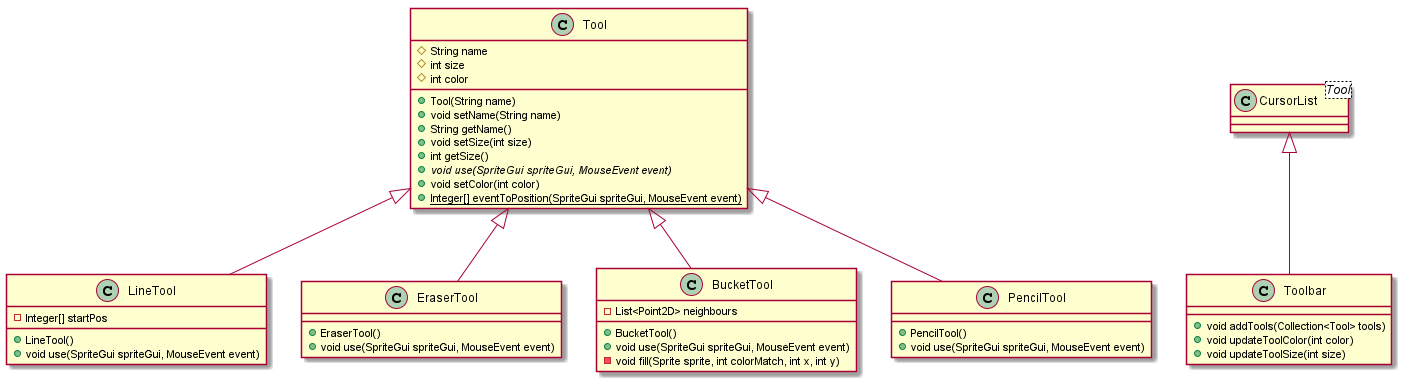 C Tool
String name
int size
int color
Tool(String name)
void setName(String name)
String getName()
void setSize(int size)
int getSize()
void use(SpriteGui spriteGui, MouseEvent event)
void setColor(int color)
Integer[] eventToPosition(SpriteGui spriteGui, MouseEvent event)
C CursorList Tool
C LineTool
Integer[] startPos
LineTool()
void use(SpriteGui spriteGui, MouseEvent event)
C EraserTool
EraserTool()
void use(SpriteGui spriteGui, MouseEvent event)
C BucketTool
List<Point2D> neighbours
BucketTool()
void use(SpriteGui spriteGui, MouseEvent event)
void fill(Sprite sprite, int colorMatch, int x, int y)
C PencilTool
PencilTool()
void use(SpriteGui spriteGui, MouseEvent event)
C Toolbar
void addTools(Collection<Tool> tools)
void updateToolColor(int color)
void updateToolSize(int size)